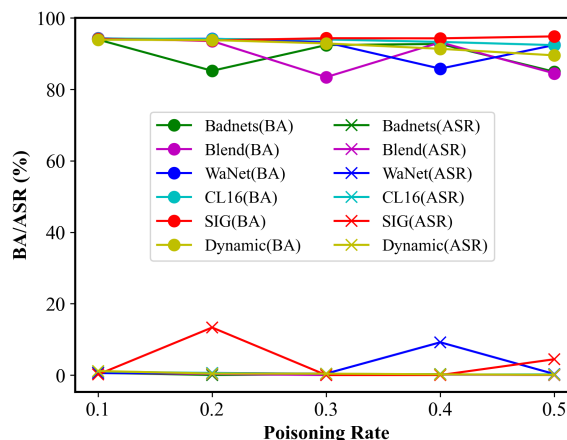 100
80
60
40
20
0
BA/ASR (%)
Badnets(BA) Badnets(ASR)
Blend(BA) Blend(ASR)
WaNet(BA) WaNet(ASR)
CL16(BA) CL16(ASR)
SIG(BA) SIG(ASR)
Dynamic(BA) Dynamic(ASR)
0.1 0.2 0.3 0.4 0.5
Poisoning Rate